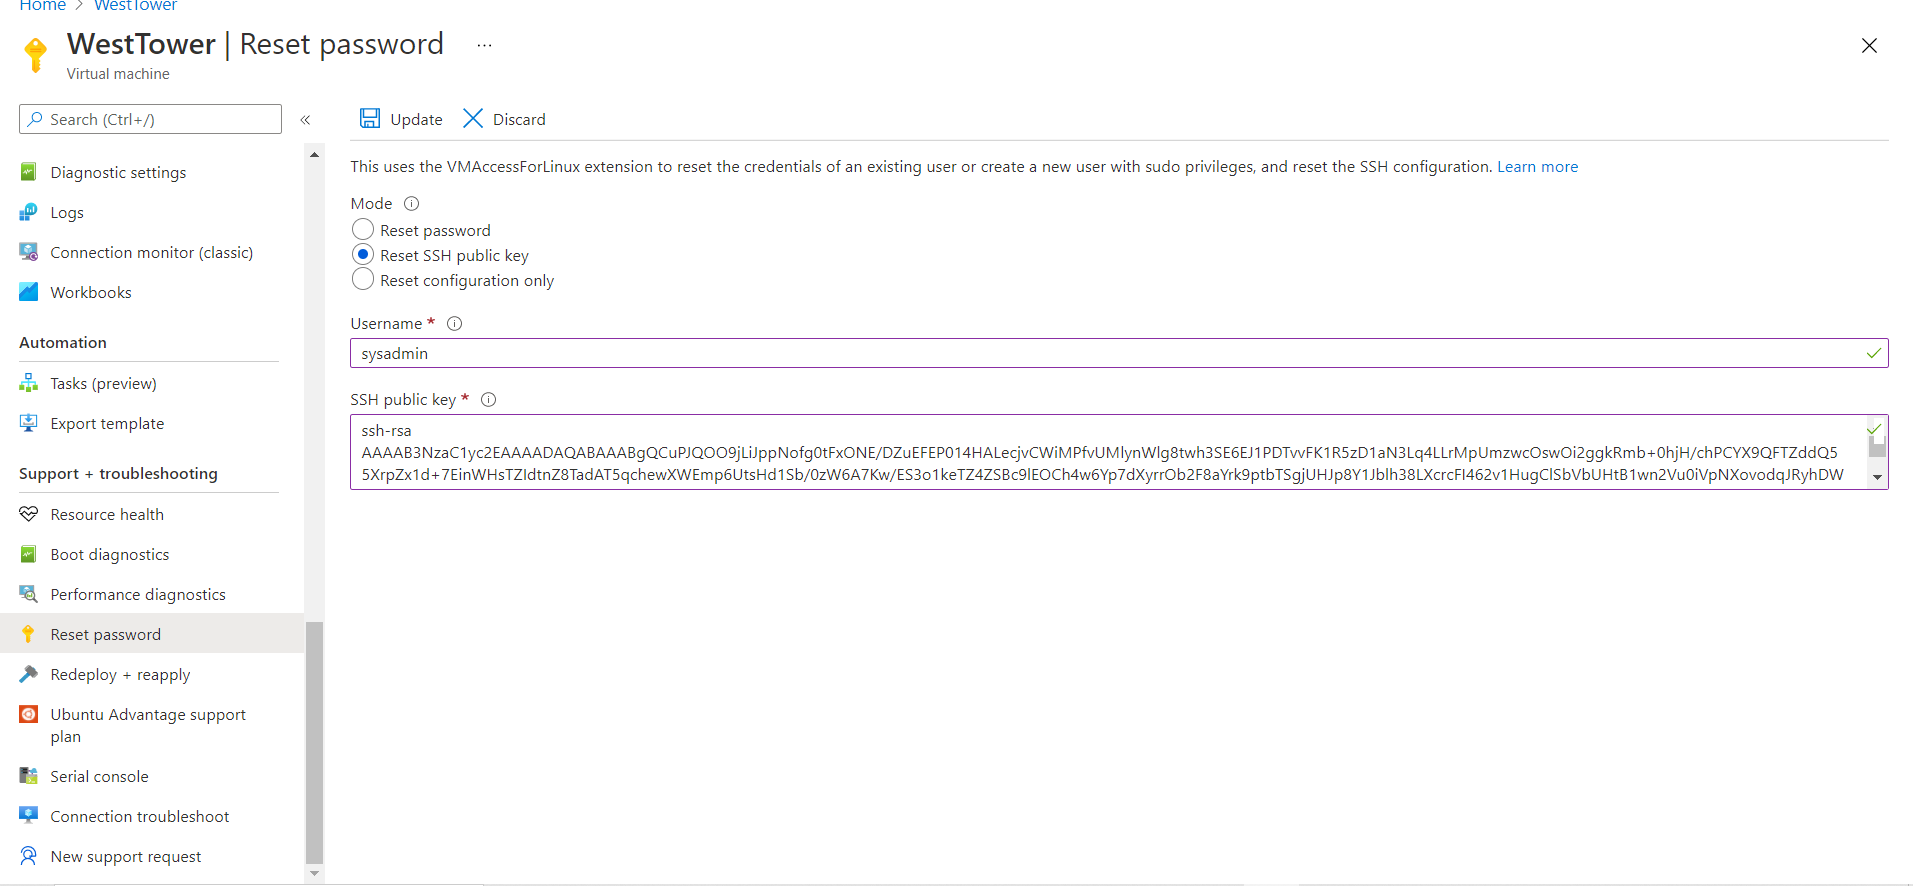 Home > WestTower
WestTower | Reset password ...
Virtual machine
Search (Ctrl+/) «
Update Discard
This uses the VMAccessForLinux extension to reset the credentials of an existing user or create a new user with sudo privileges, and reset the SSH configuration. Learn more
Mode
Reset password
Reset SSH public key
Reset configuration only
Username *
sysadmin
SSH public key *
ssh-rsa
AAAAB3NzaC1yc2EAAAADAQABAAABgQCuPJQOO9jLiJppNofg0tFxONE/DZuEFEP014HALecjvCWiMPfvUMlynWlg8twh3SE6EJ1PDTvvFK1R5zD1aN3Lq4LLrMpUmzwcOswOi2ggkRmb+0hjH/chPCYX9QFTZddQ5
5XrpZx1d+7EinWHsTZIdtnZ8TadAT5qchewXWEmp6UtsHd1Sb/0zW6A7Kw/ES3o1keTZ4ZSBc9lEOCh4w6Yp7dXyrrOb2F8aYrk9ptbTSgjUHJp8Y1Jblh38LXcrcFI462v1HugClSbVbUHtB1wn2Vu0iVpNXovodqJRyhDW
Diagnostic settings
Logs
Connection monitor (classic)
Workbooks
Automation
Tasks (preview)
Export template
Support + troubleshooting
Resource health
Boot diagnostics
Performance diagnostics
Reset password
Redeploy + reapply
Ubuntu Advantage support
plan
Serial console
Connection troubleshoot
New support request